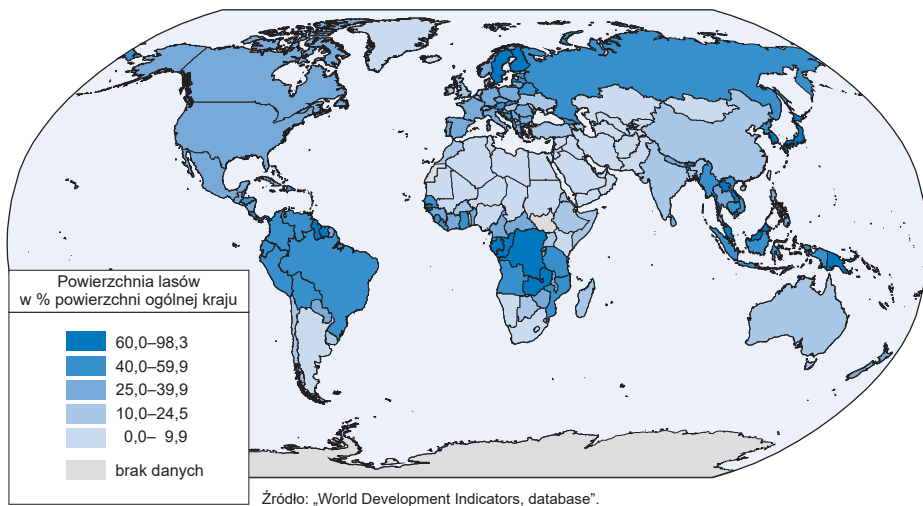 Powierzchnia lasów
w % powierzchni ogólnej kraju
60,0–98,3
40,0–59,9
25,0–39,9
10,0–24,5
0,0– 9,9
brak danych
Źródło: „World Development Indicators, database”.